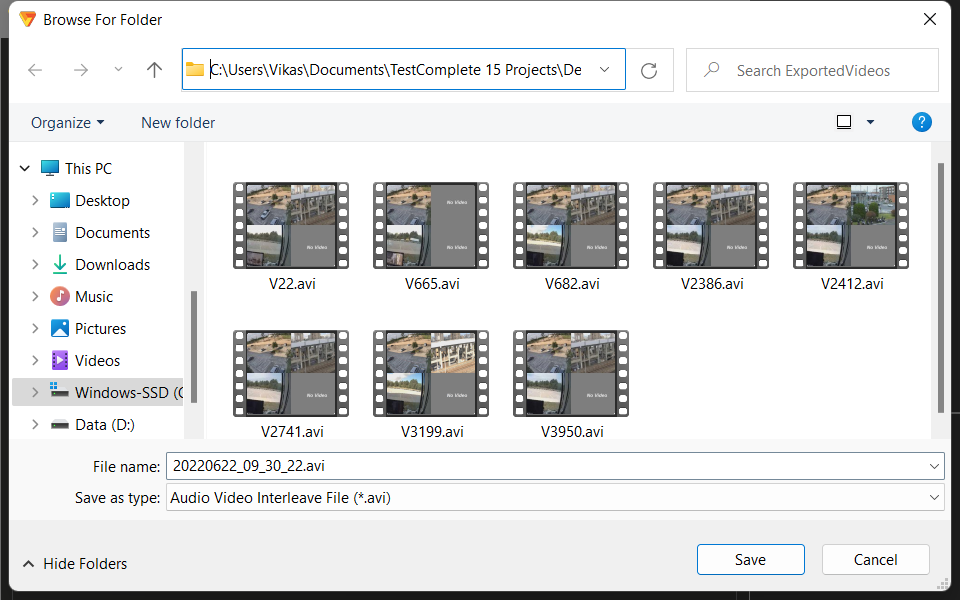 Browse For Folder
C:\Users\Vikas\Documents\TestComplete 15 Projects\De
Search ExportedVideos
Organize
New folder
?
This PC
Desktop
Documents
Downloads
Music
Pictures
Videos
Windows-SSD (C
Data (D:)
No Video
No Video
No Video
No Video
No Video
No Video
V22.avi
V665.avi
V682.avi
V2386.avi
V2412.avi
No Video
No Video
No Video
V2741.avi
V3199.avi
V3950.avi
File name: 20220622_09_30_22.avi
Save as type: Audio Video Interleave File (*.avi)
Hide Folders
Save
Cancel